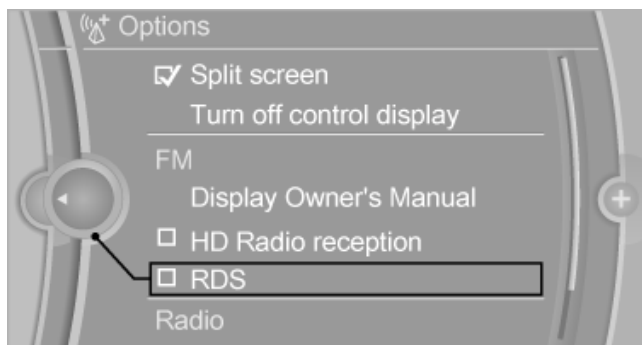 Options
Split screen
Turn off control display
FM
Display Owner's Manual
HD Radio reception
RDS
Radio